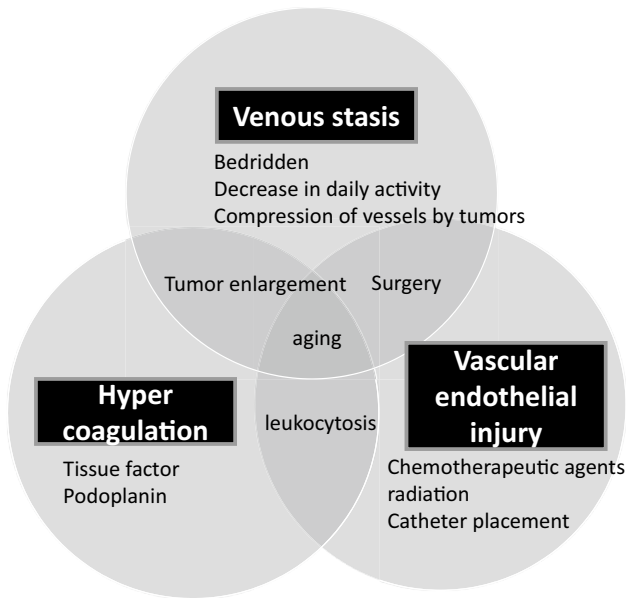 Venous stasis
Bedridden
Decrease in daily activity
Compression of vessels by tumors
Tumor enlargement
Surgery
aging
Hyper
coagulation
Tissue factor
Podoplanin
leukocytosis
Vascular
endothelial
injury
Chemotherapeutic agents
radiation
Catheter placement